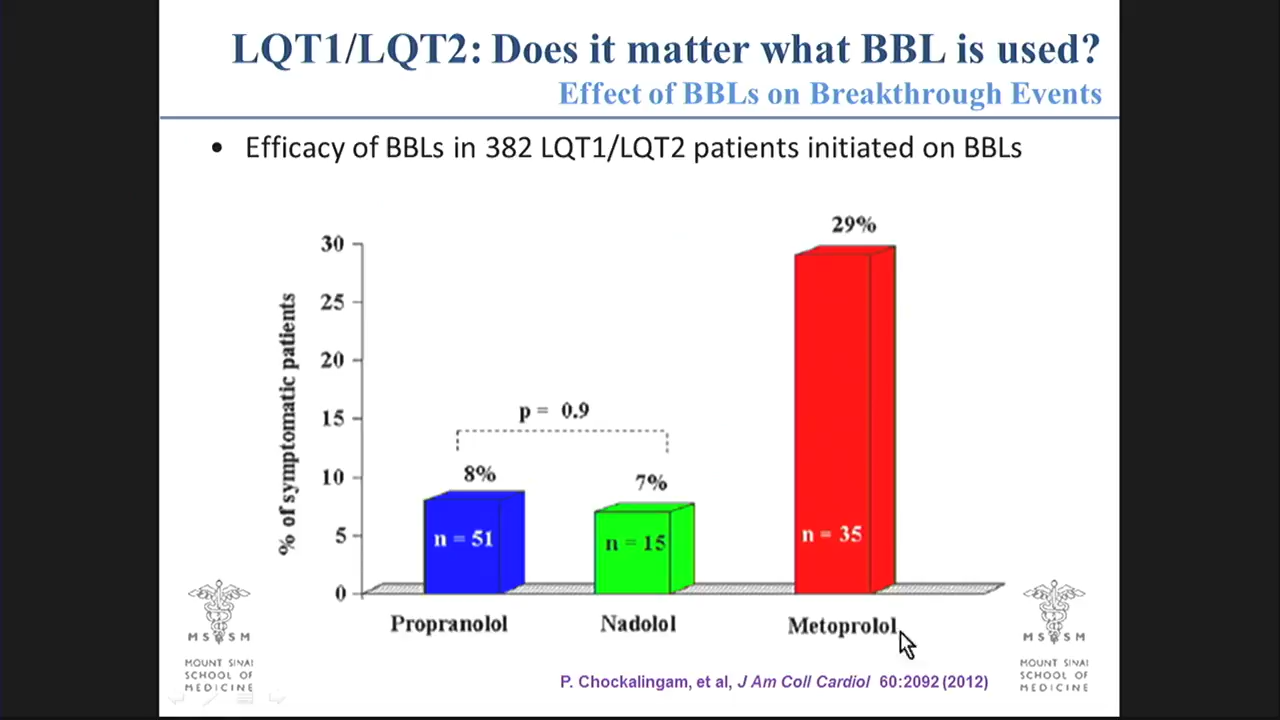 LQT1/LQT2: Does it matter what BBL is used?
Effect of BBLs on Breakthrough Events
• Efficacy of BBLs in 382 LQT1/LQT2 patients initiated on BBLs
% of symptomatic patients
30
25
20
15
10
5
0
29%
p = 0.9
8%
7%
n = 51
n = 15
n = 35
Propranolol
Nadolol
Metoprolol
MSSM
MOUNT SINAI
SCHOOL OF
MEDICINE
MSSM
MOUNT SINAI
SCHOOL OF
MEDICINE
P. Chockalingam, et al, J Am Coll Cardiol 60:2092 (2012)